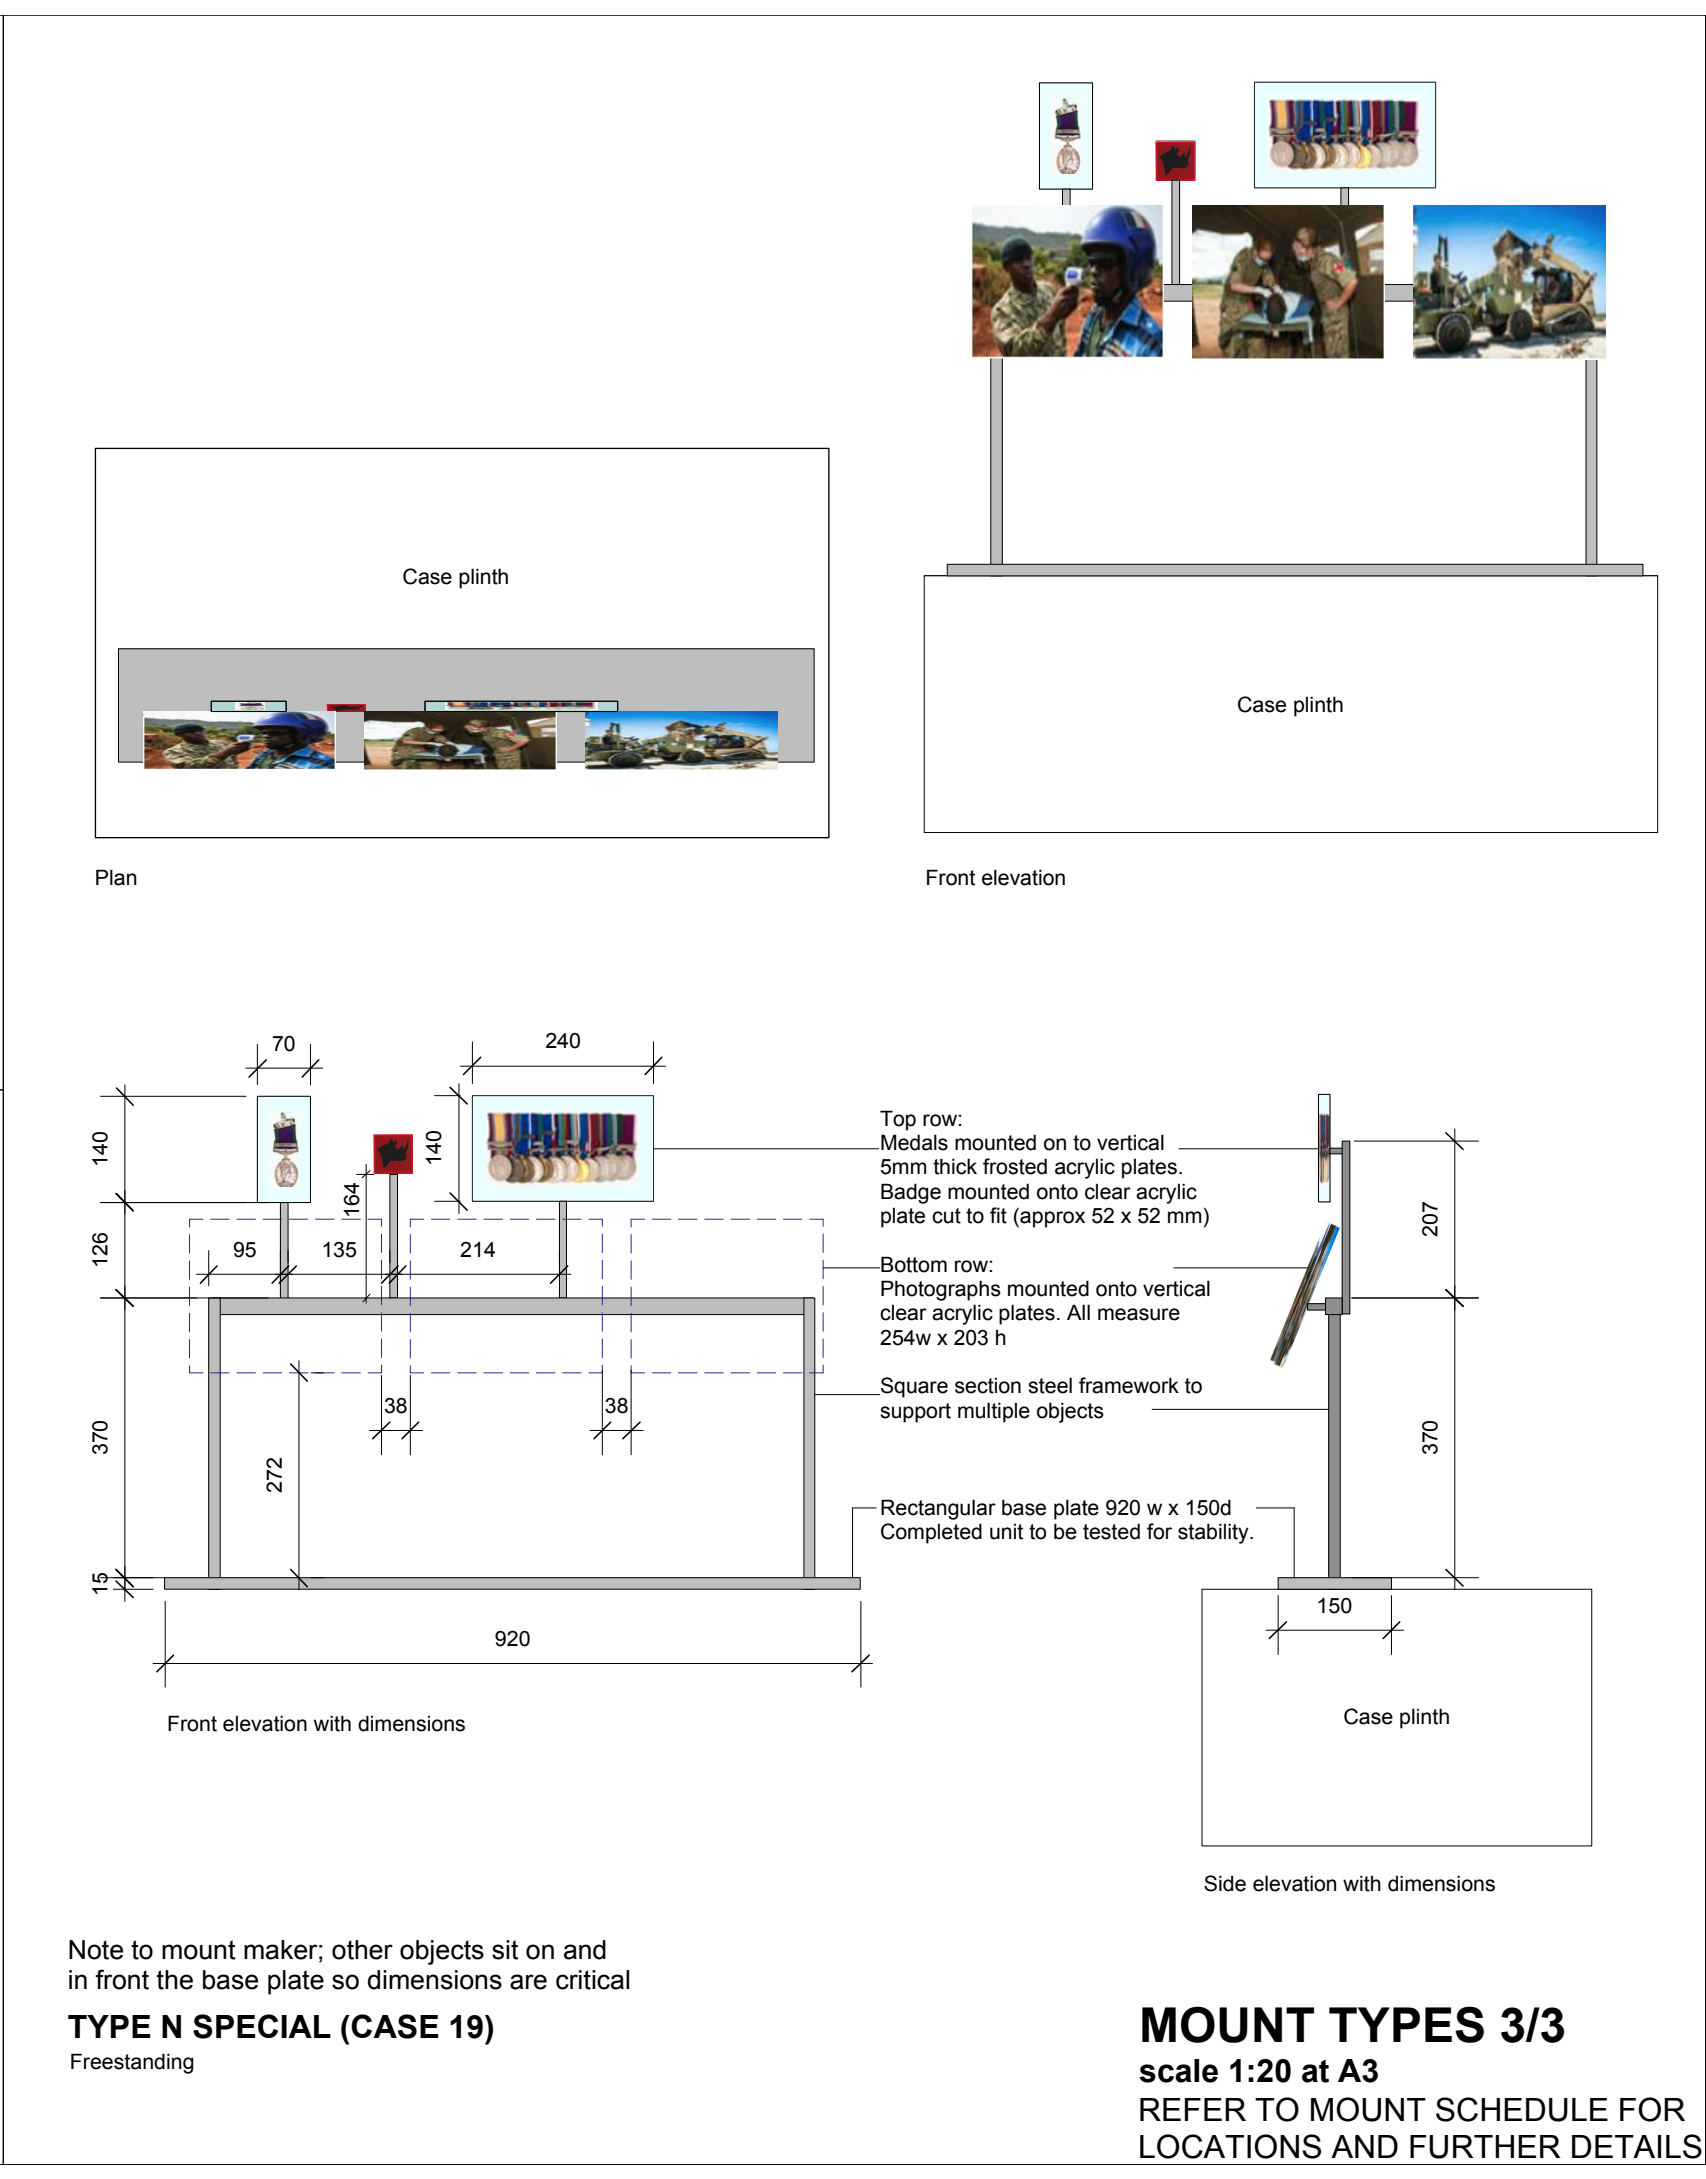 Case plinth
Plan
Case plinth
Front elevation
70
240
140
140
164
126
95
135
214
370
272
38
38
15
920
Front elevation with dimensions
Top row:
Medals mounted on to vertical
5mm thick frosted acrylic plates.
Badge mounted onto clear acrylic
plate cut to fit (approx 52 x 52 mm)
Bottom row:
Photographs mounted onto vertical
clear acrylic plates. All measure
254w x 203 h
Square section steel framework to
support multiple objects
Rectangular base plate 920 w x 150d
Completed unit to be tested for stability.
207
370
150
Case plinth
Side elevation with dimensions
Note to mount maker; other objects sit on and
in front the base plate so dimensions are critical
TYPE N SPECIAL (CASE 19)
Freestanding
MOUNT TYPES 3/3
scale 1:20 at A3
REFER TO MOUNT SCHEDULE FOR
LOCATIONS AND FURTHER DETAILS